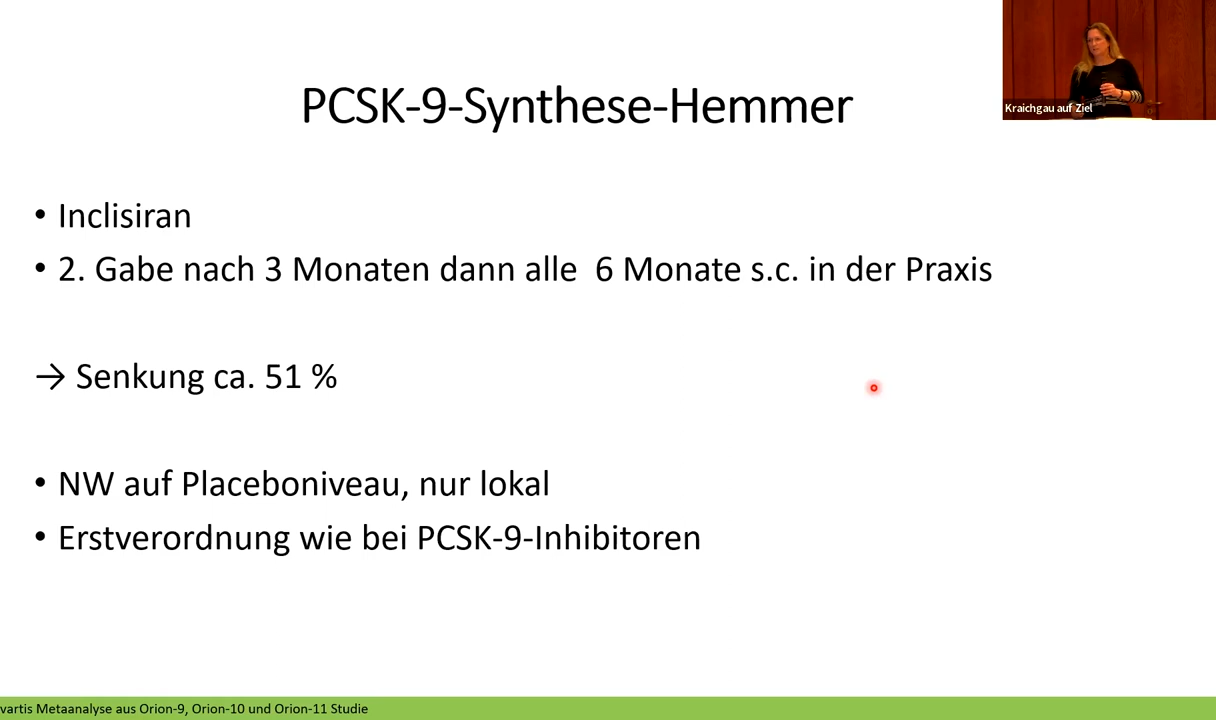 PCSK-9-Synthese-Hemmer
Kraichgau auf Ziel
• Inclisiran
• 2. Gabe nach 3 Monaten dann alle  6 Monate s.c. in der Praxis
→ Senkung ca. 51 %
• NW auf Placeboniveau, nur lokal
• Erstverordnung wie bei PCSK-9-Inhibitoren
vartis Metaanalyse aus Orion-9, Orion-10 und Orion-11 Studie